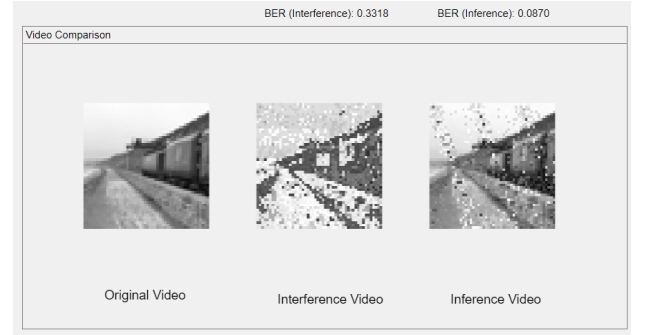 BER (Interference): 0.3318 BER (Inference): 0.0870
Video Comparison
Original Video
Interference Video
Inference Video